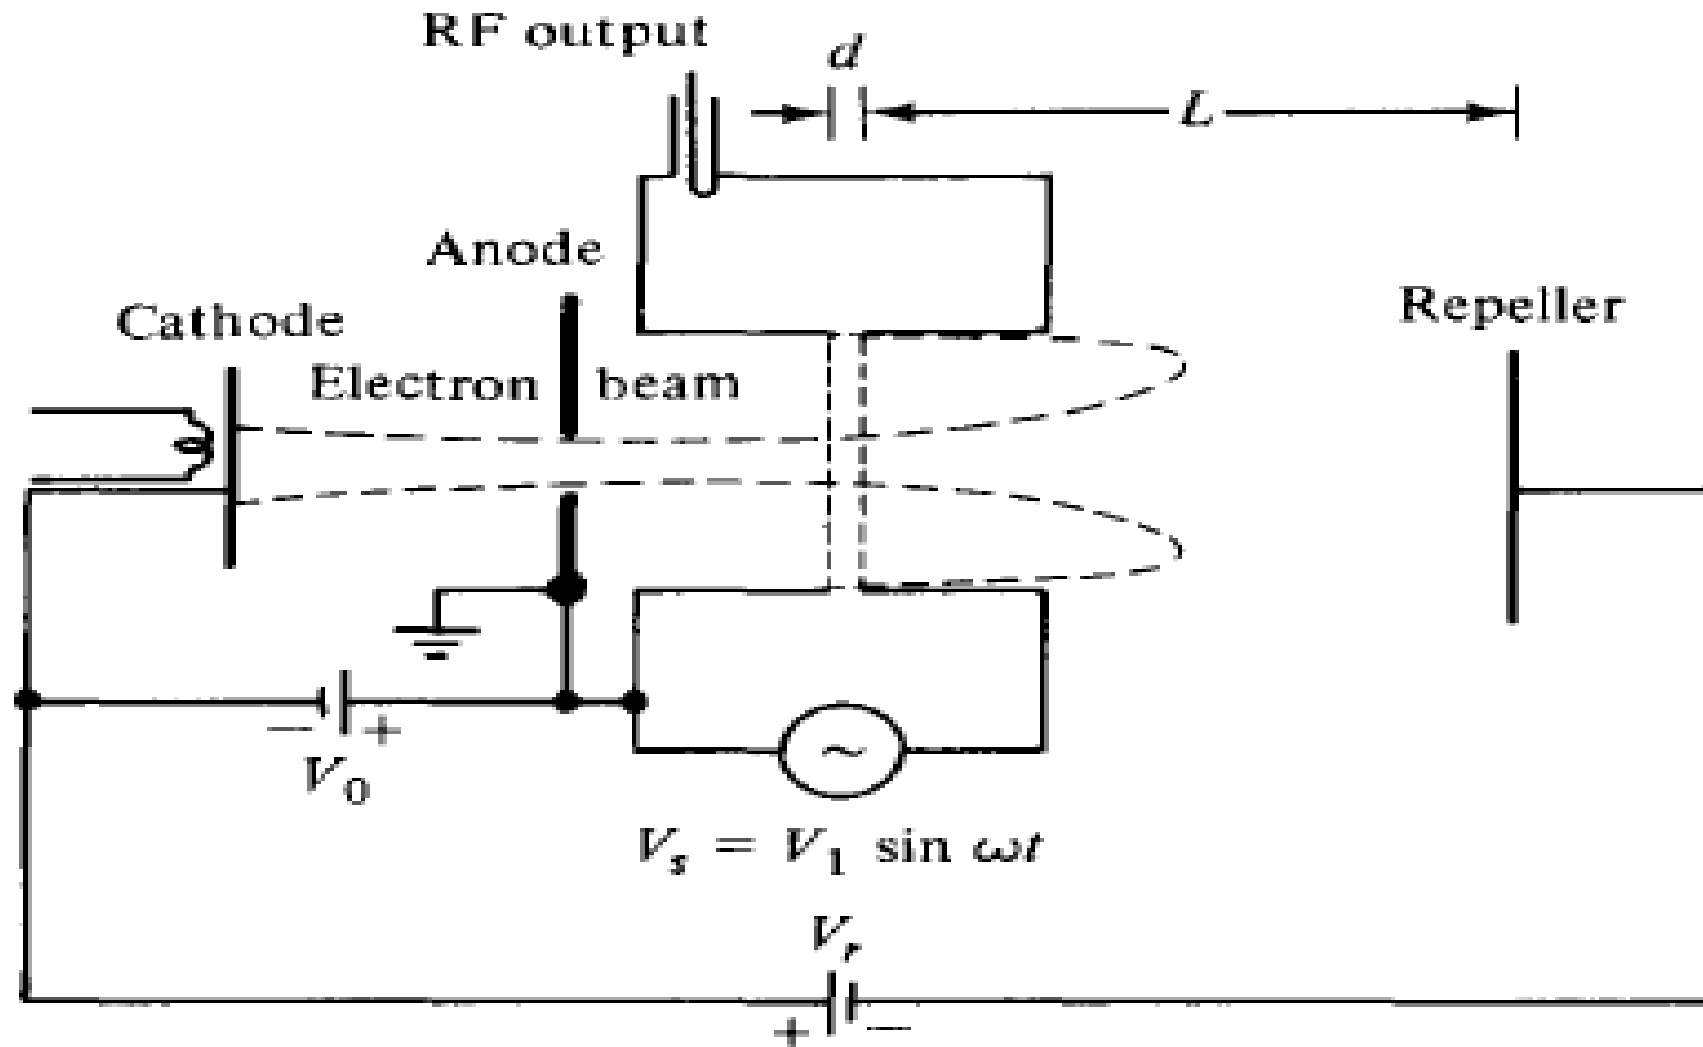 RF output
d
L
Anode
Cathode
Repeller
Electron beam
− +
V₀
~
Vₛ = V₁ sin ωt
Vᵣ
+ −